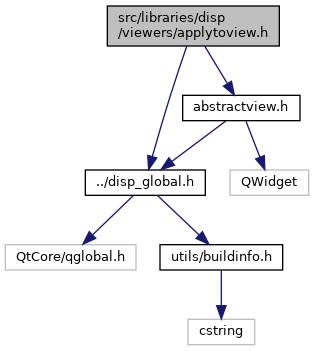 src/libraries/disp
/viewers/applytoview.h
abstractview.h
../disp_global.h
QWidget
QtCore/qglobal.h
utils/buildinfo.h
cstring